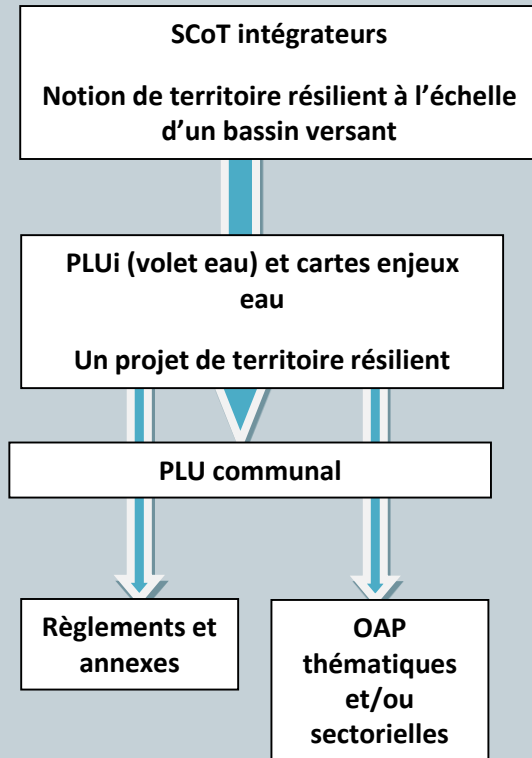 SCoT intégrateurs
Notion de territoire résilient à l’échelle
d’un bassin versant
PLUi (volet eau) et cartes enjeux
eau
Un projet de territoire résilient
PLU communal
Règlements et
annexes
OAP
thématiques
et/ou
sectorielles